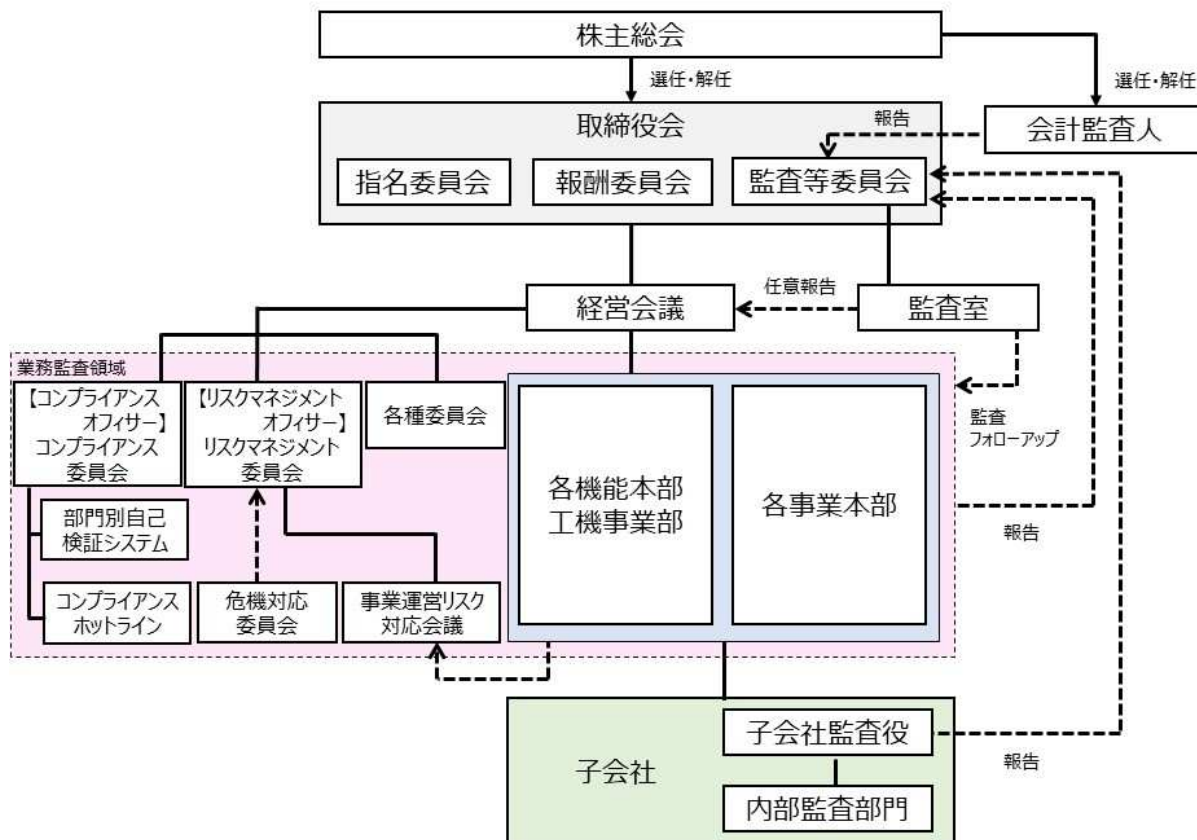 株主総会
選任・解任
選任・解任
取締役会
報告
会計監査人
指名委員会
報酬委員会
監査等委員会
経営会議
任意報告
監査室
業務監査領域
【コンプライアンス
オフィサー】
コンプライアンス
委員会
【リスクマネジメント
オフィサー】
リスクマネジメント
委員会
各種委員会
監査
フォローアップ
各機能本部
工機事業部
各事業本部
部門別自己
検証システム
報告
コンプライアンス
ホットライン
危機対応
委員会
事業運営リスク
対応会議
子会社
子会社監査役
報告
内部監査部門